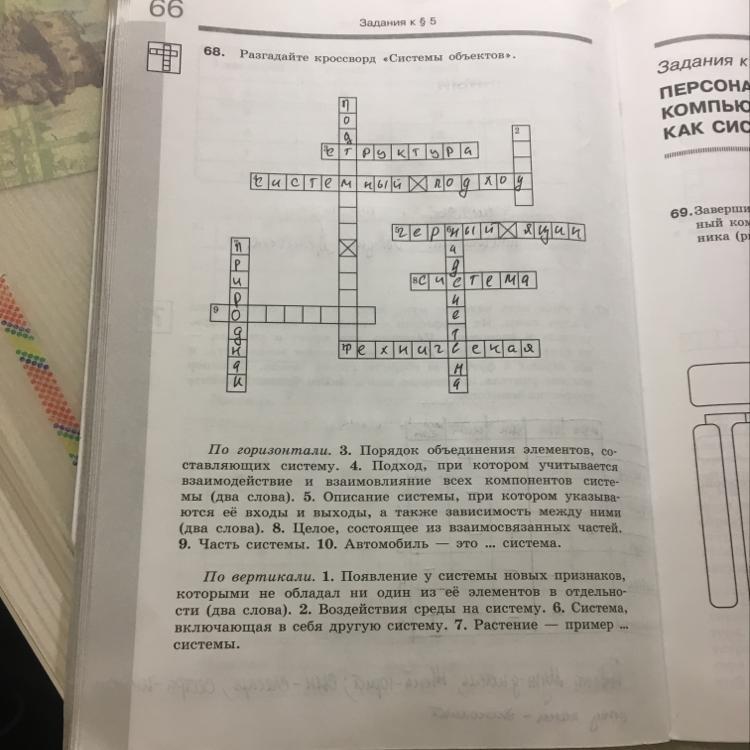 66
Задания к § 5
68. Разгадайте кроссворд «Системы объектов».
2
структура
системный подход
черный ящик
система
9
природнай
надсистема
техническая
По горизонтали. 3. Порядок объединения элементов, со-
ставляющих систему. 4. Подход, при котором учитывается
взаимодействие и взаимовлияние всех компонентов систе-
мы (два слова). 5. Описание системы, при котором указыва-
ются её входы и выходы, а также зависимость между ними
(два слова). 8. Целое, состоящее из взаимосвязанных частей.
9. Часть системы. 10. Автомобиль — это ... система.
По вертикали. 1. Появление у системы новых признаков,
которыми не обладал ни один из её элементов в отдельно-
сти (два слова). 2. Воздействия среды на систему. 6. Система,
включающая в себя другую систему. 7. Растение — пример ...
системы.
Задания к
ПЕРСОНА
КОМПЬЮ
КАК СИС
69. Заверши
ный ком
ника (р